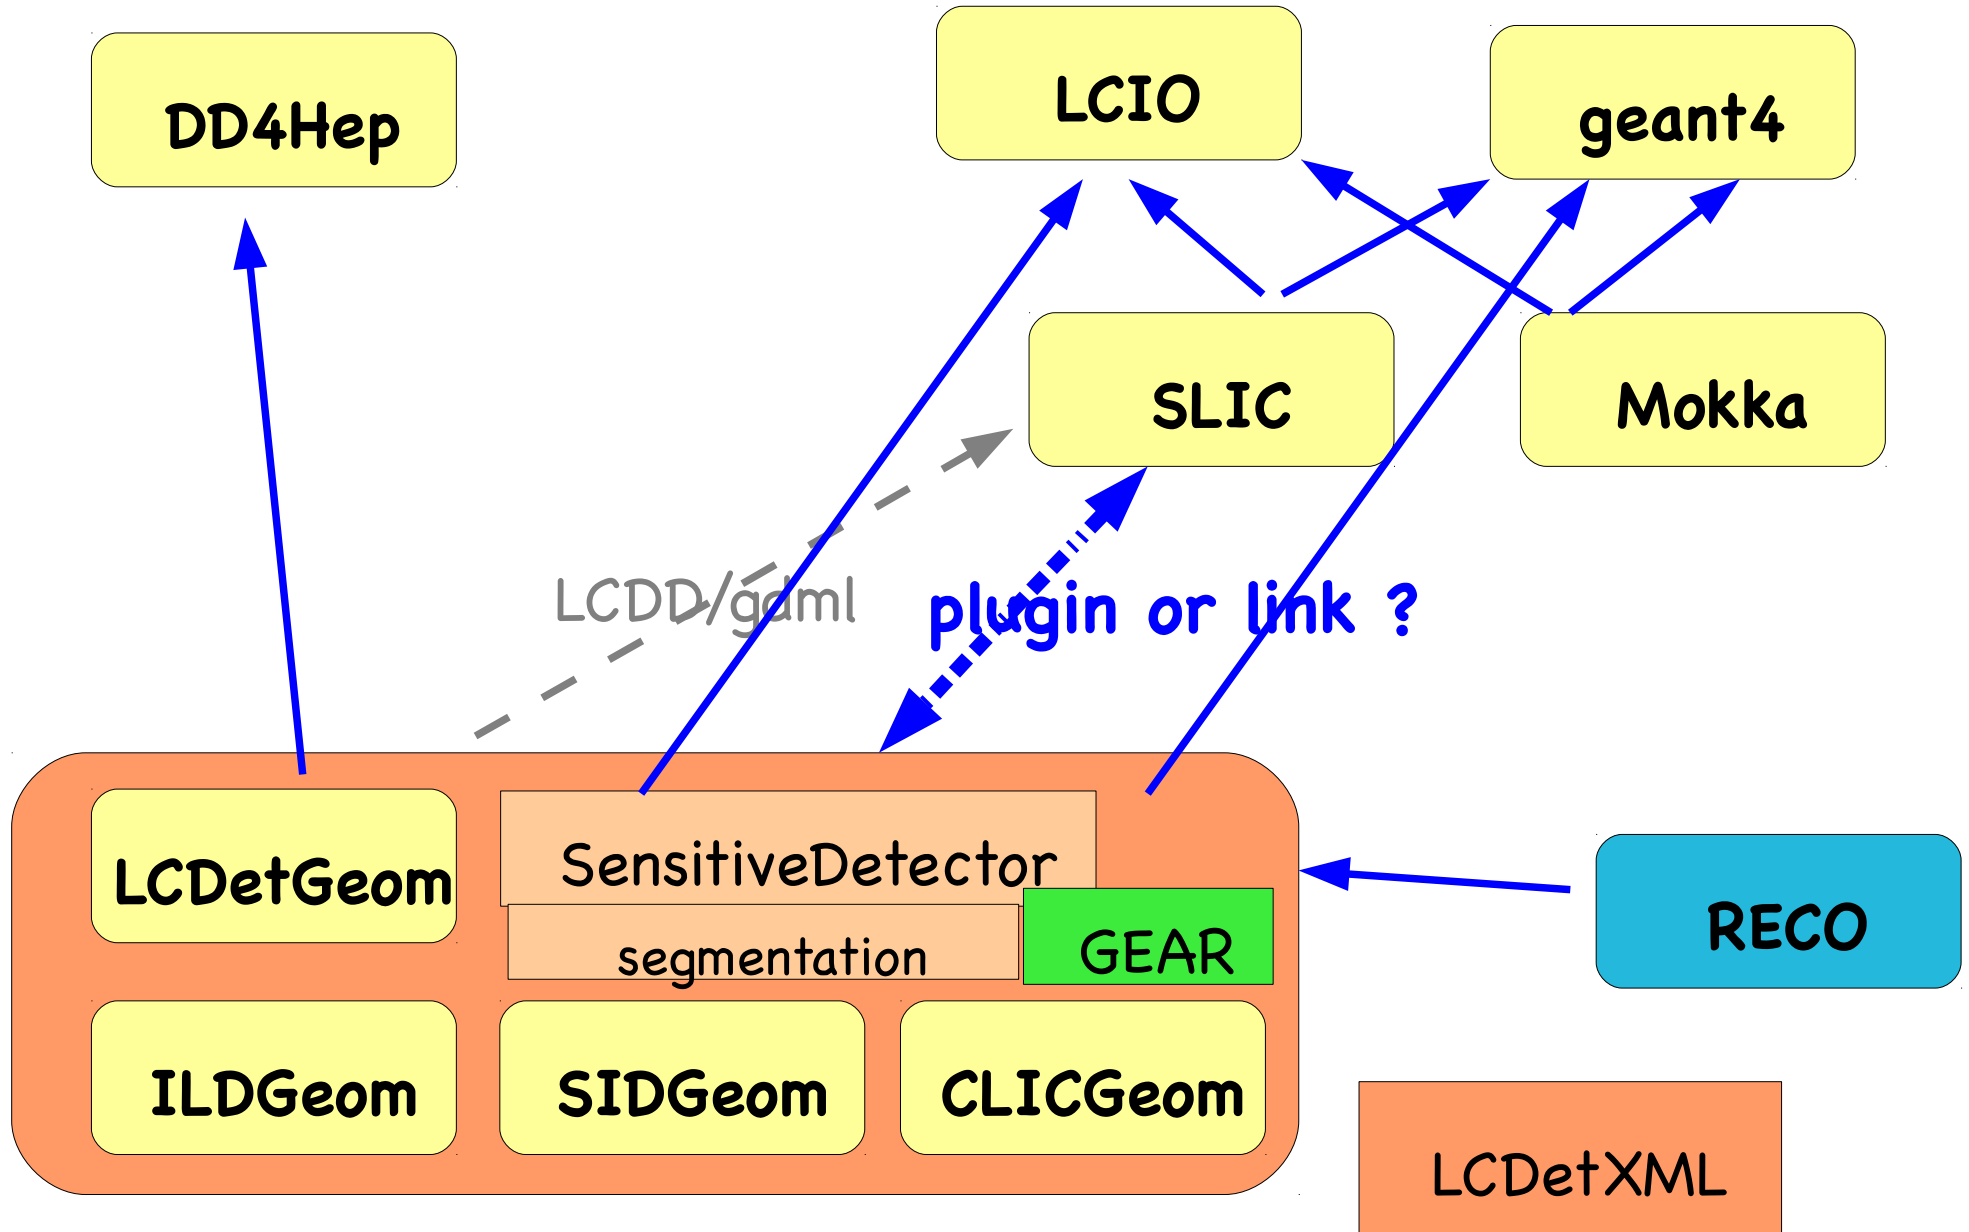 DD4Hep
LCIO
geant4
SLIC
Mokka
LCDD/gdml
plugin or link ?
LCDetGeom
SensitiveDetector
segmentation
GEAR
RECO
ILDGeom
SIDGeom
CLICGeom
LCDetXML